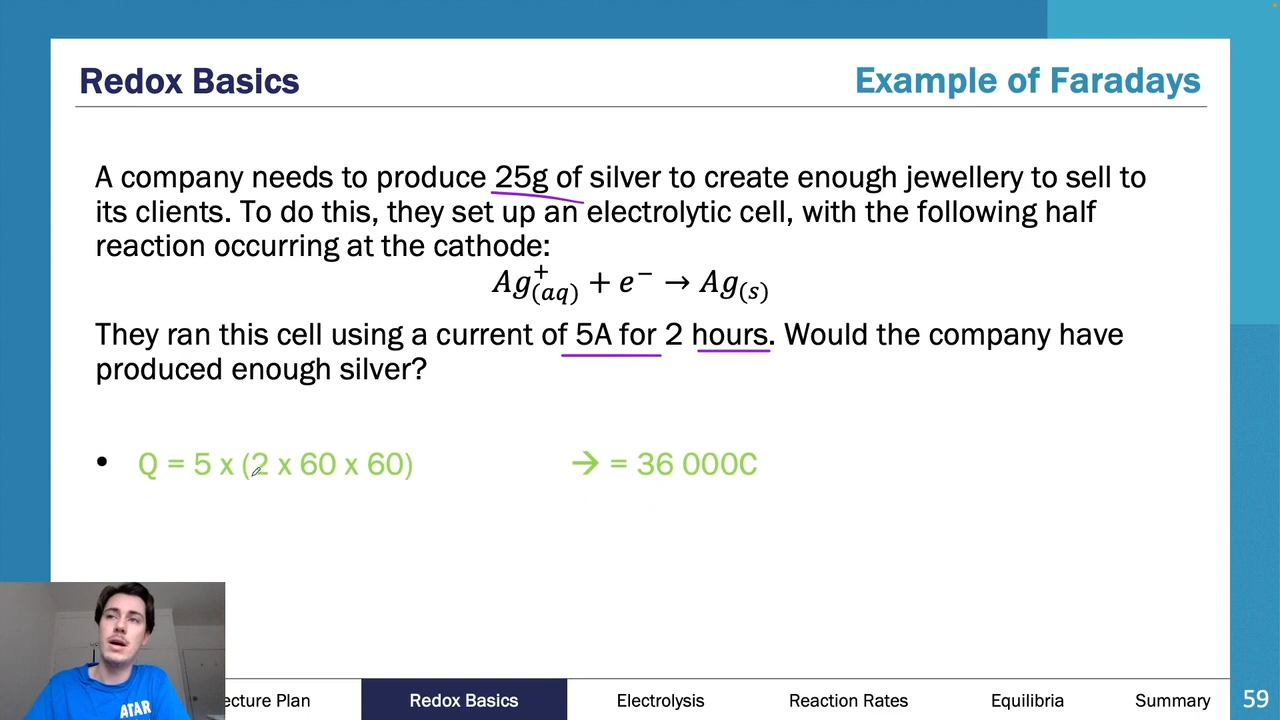 Redox Basics
Example of Faradays
A company needs to produce 25g of silver to create enough jewellery to sell to
its clients. To do this, they set up an electrolytic cell, with the following half
reaction occurring at the cathode:
Ag⁺(aq) + e⁻ → Ag(s)
They ran this cell using a current of 5A for 2 hours. Would the company have
produced enough silver?
• Q = 5 x (2 x 60 x 60) → = 36 000C
ATAR
ecture Plan
Redox Basics
Electrolysis
Reaction Rates
Equilibria
Summary
59